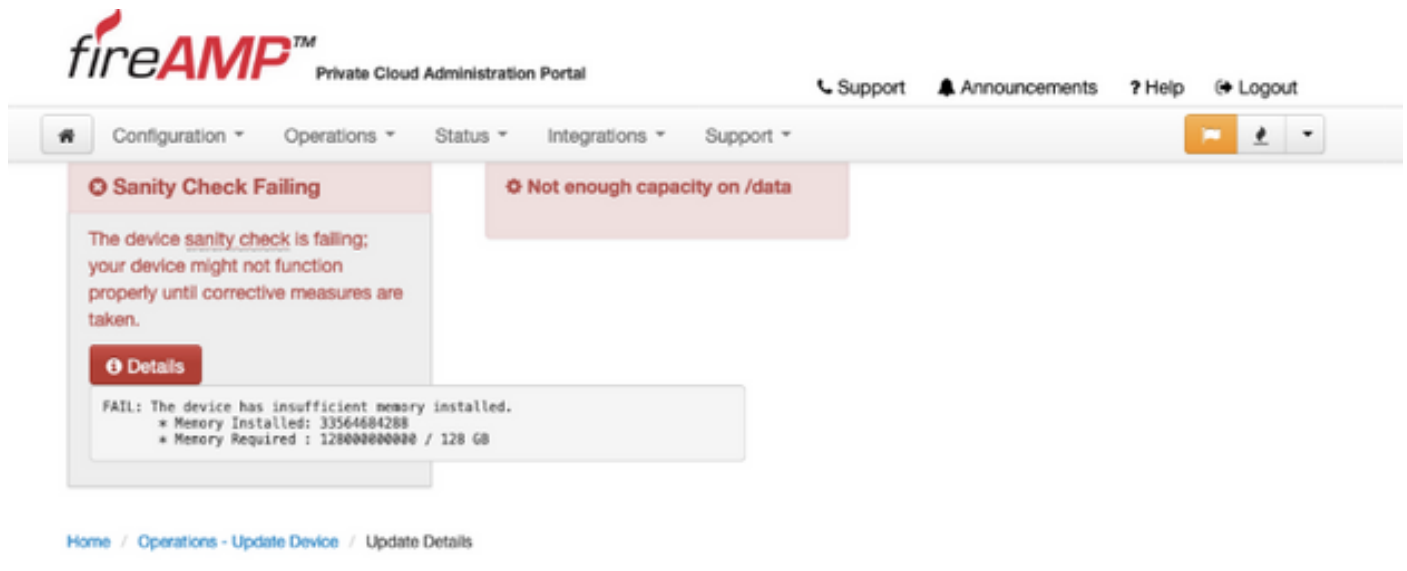 fireAMP™ Private Cloud Administration Portal
Support Announcements ? Help Logout
Configuration Operations Status Integrations Support
Sanity Check Failing
The device sanity check is failing;
your device might not function
properly until corrective measures are
taken.
Details
FAIL: The device has insufficient memory installed.
* Memory Installed: 33564684288
* Memory Required : 128000000000 / 128 GB
Not enough capacity on /data
Home / Operations - Update Device / Update Details